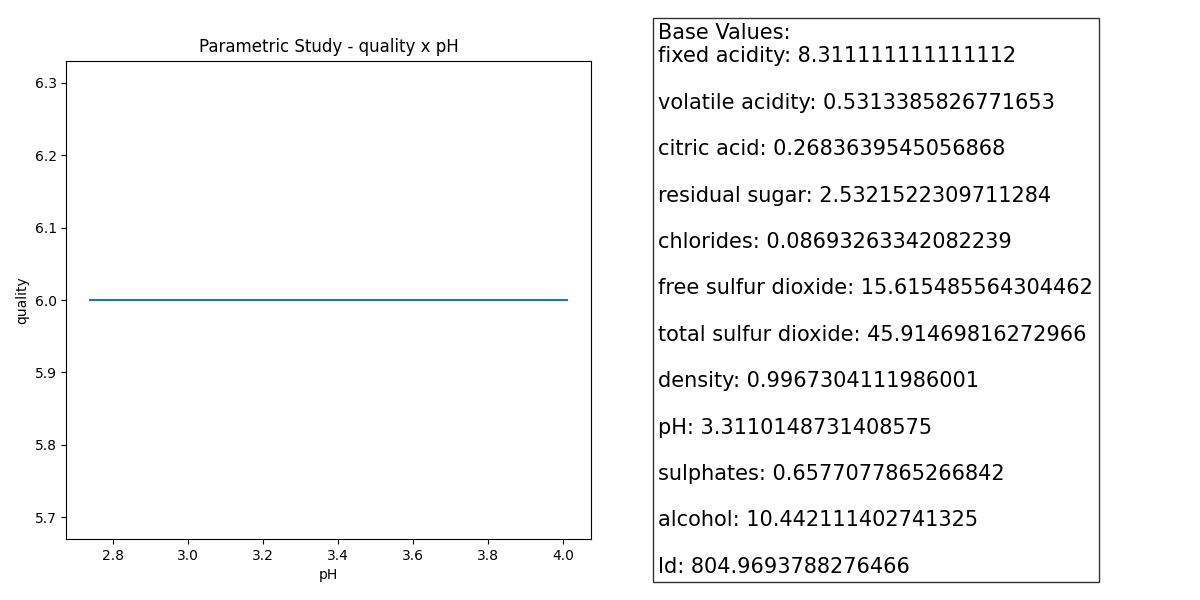 Parametric Study - quality x pH
6.3
6.2
6.1
6.0
5.9
5.8
5.7
quality
2.8 3.0 3.2 3.4 3.6 3.8 4.0
pH
Base Values:
fixed acidity: 8.311111111111112
volatile acidity: 0.5313385826771653
citric acid: 0.2683639545056868
residual sugar: 2.5321522309711284
chlorides: 0.08693263342082239
free sulfur dioxide: 15.615485564304462
total sulfur dioxide: 45.91469816272966
density: 0.9967304111986001
pH: 3.3110148731408575
sulphates: 0.6577077865266842
alcohol: 10.442111402741325
Id: 804.9693788276466